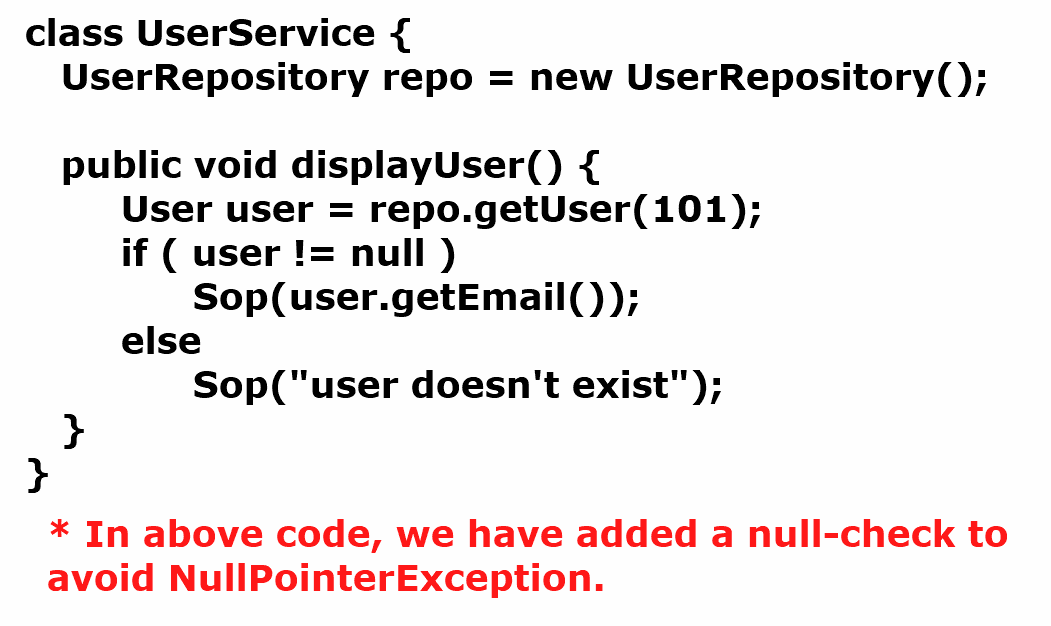 class UserService {
UserRepository repo = new UserRepository();
public void displayUser() {
User user = repo.getUser(101);
if ( user != null )
Sop(user.getEmail());
else
Sop("user doesn't exist");
}
}
* In above code, we have added a null-check to
avoid NullPointerException.